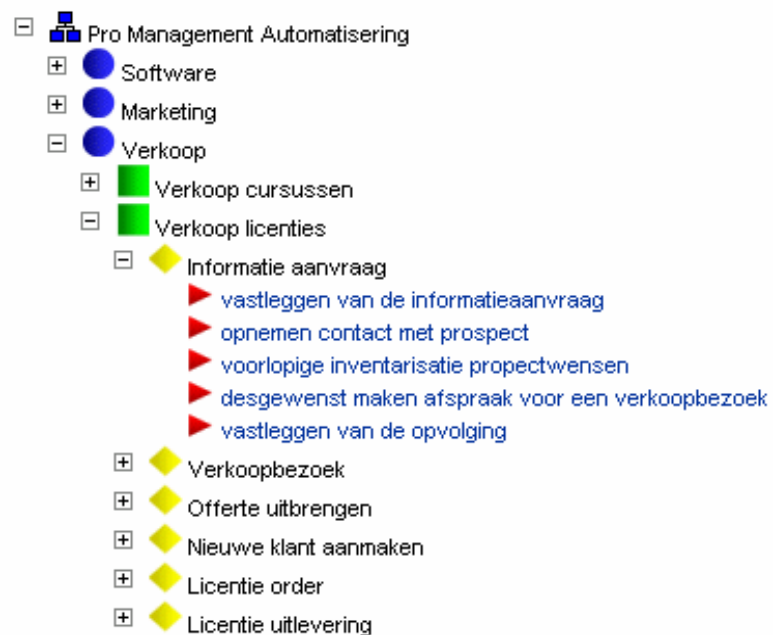 Pro Management Automatisering
Software
Marketing
Verkoop
Verkoop cursussen
Verkoop licenties
Informatie aanvraag
vastleggen van de informatieaanvraag
opnemen contact met prospect
voorlopige inventarisatie propectwensen
desgewenst maken afspraak voor een verkoopbezoek
vastleggen van de opvolging
Verkoopbezoek
Offerte uitbrengen
Nieuwe klant aanmaken
Licentie order
Licentie uitlevering